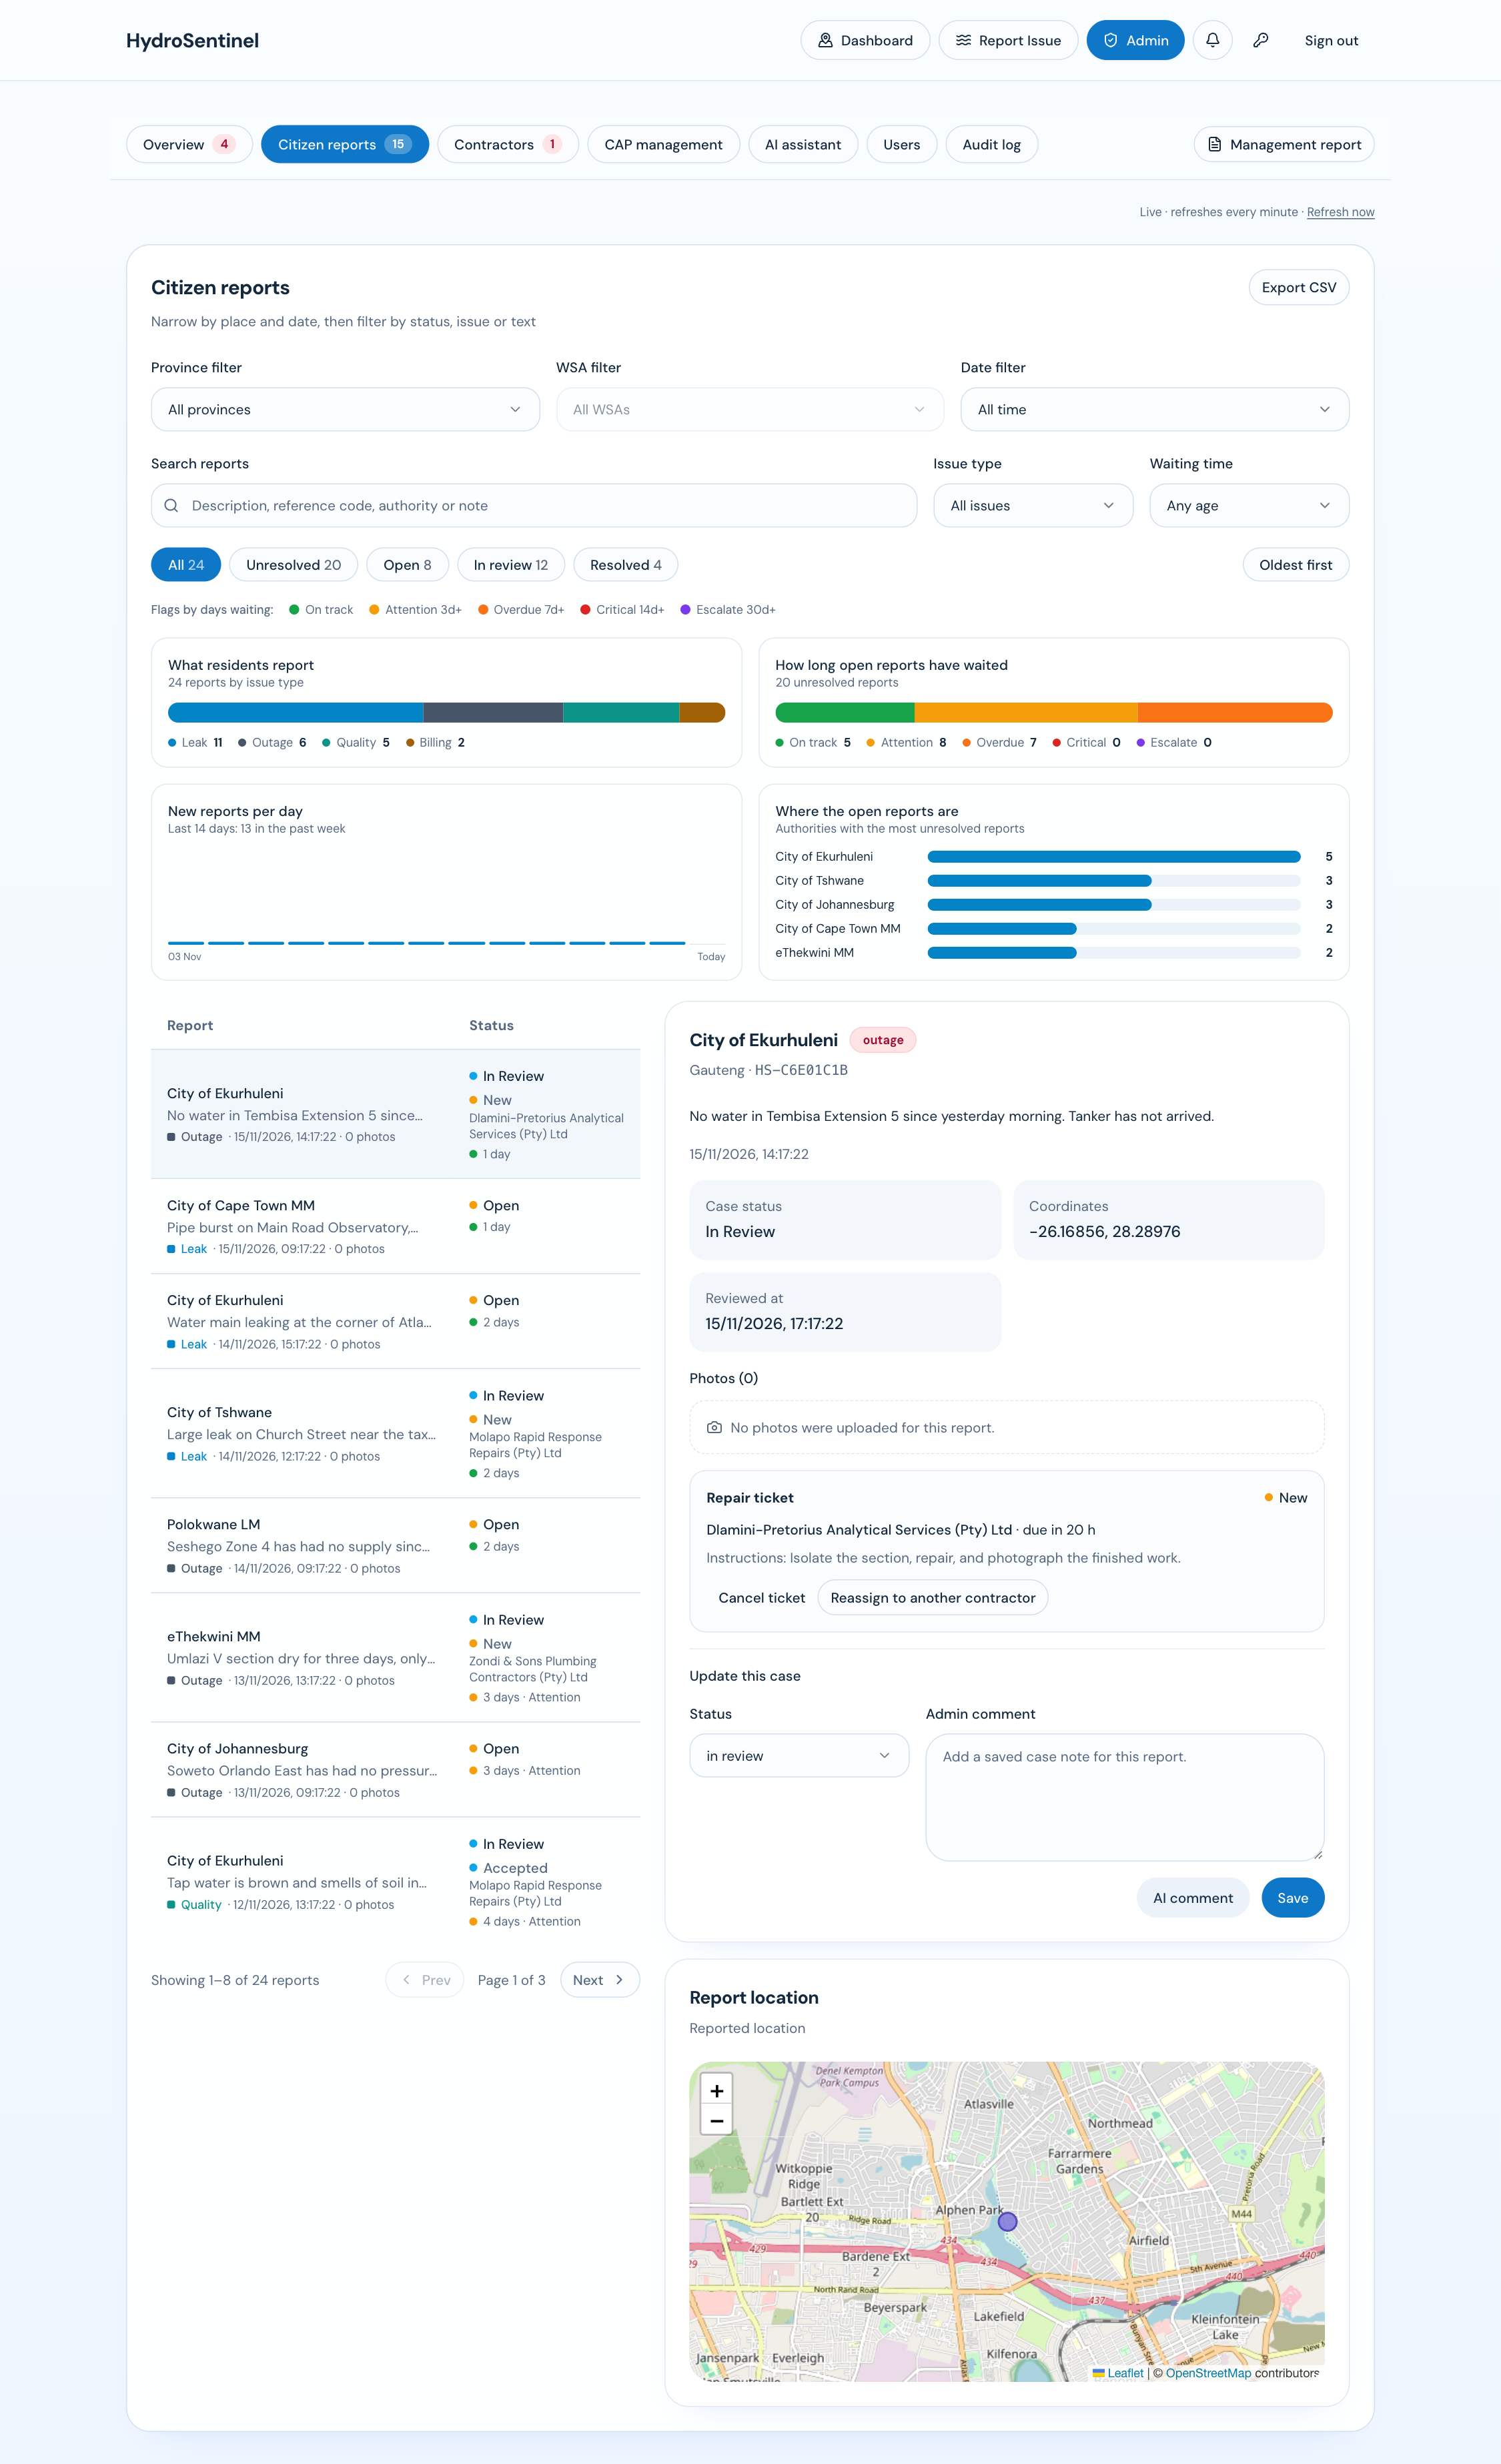 HydroSentinel
Dashboard
Report Issue
Admin
Sign out
Overview 4
Citizen reports 15
Contractors 1
CAP management
AI assistant
Users
Audit log
Management report
Live · refreshes every minute · Refresh now
Citizen reports
Export CSV
Narrow by place and date, then filter by status, issue or text
Province filter
WSA filter
Date filter
All provinces
All WSAs
All time
Search reports
Issue type
Waiting time
Description, reference code, authority or note
All issues
Any age
All 24
Unresolved 20
Open 8
In review 12
Resolved 4
Oldest first
Flags by days waiting:
On track
Attention 3d+
Overdue 7d+
Critical 14d+
Escalate 30d+
What residents report
24 reports by issue type
Leak 11
Outage 6
Quality 5
Billing 2
How long open reports have waited
20 unresolved reports
On track 5
Attention 8
Overdue 7
Critical 0
Escalate 0
New reports per day
Last 14 days: 13 in the past week
03 Nov
Today
Where the open reports are
Authorities with the most unresolved reports
City of Ekurhuleni 5
City of Tshwane 3
City of Johannesburg 3
City of Cape Town MM 2
eThekwini MM 2
Report
Status
City of Ekurhuleni
No water in Tembisa Extension 5 since...
Outage · 15/11/2026, 14:17:22 · 0 photos
In Review
New
Dlamini-Pretorius Analytical
Services (Pty) Ltd
1 day
City of Cape Town MM
Pipe burst on Main Road Observatory,...
Leak · 15/11/2026, 09:17:22 · 0 photos
Open
1 day
City of Ekurhuleni
Water main leaking at the corner of Atla...
Leak · 14/11/2026, 15:17:22 · 0 photos
Open
2 days
City of Tshwane
Large leak on Church Street near the tax...
Leak · 14/11/2026, 12:17:22 · 0 photos
In Review
New
Molapo Rapid Response
Repairs (Pty) Ltd
2 days
Polokwane LM
Seshego Zone 4 has had no supply sinc...
Outage · 14/11/2026, 09:17:22 · 0 photos
Open
2 days
eThekwini MM
Umlazi V section dry for three days, only...
Outage · 13/11/2026, 13:17:22 · 0 photos
In Review
New
Zondi & Sons Plumbing
Contractors (Pty) Ltd
3 days · Attention
City of Johannesburg
Soweto Orlando East has had no pressur...
Outage · 13/11/2026, 09:17:22 · 0 photos
Open
3 days · Attention
City of Ekurhuleni
Tap water is brown and smells of soil in...
Quality · 12/11/2026, 13:17:22 · 0 photos
In Review
Accepted
Molapo Rapid Response
Repairs (Pty) Ltd
4 days · Attention
Showing 1–8 of 24 reports
Prev
Page 1 of 3
Next
City of Ekurhuleni
outage
Gauteng · HS-C6E01C1B
No water in Tembisa Extension 5 since yesterday morning. Tanker has not arrived.
15/11/2026, 14:17:22
Case status
In Review
Coordinates
-26.16856, 28.28976
Reviewed at
15/11/2026, 17:17:22
Photos (0)
No photos were uploaded for this report.
Repair ticket
New
Dlamini-Pretorius Analytical Services (Pty) Ltd · due in 20 h
Instructions: Isolate the section, repair, and photograph the finished work.
Cancel ticket
Reassign to another contractor
Update this case
Status
Admin comment
in review
Add a saved case note for this report.
AI comment
Save
Report location
Reported location
+
−
Denel Kempton
Park Campus
Atlasville
Northmead
Farrarmere
Gardens
Pretoria Road
Witkoppie
Ridge
Bartlett Ext
20
Ridge Road
Alphen Park
M44
434
Airfield
429
Bardene Ext
2
434
5th Avenue
440
440
North Rand Road
437
Beyerspark
Lakefield
Kleinfontein
Lake
Jansenpark
Everleigh
Kilfenora
Leaflet | © OpenStreetMap contributors